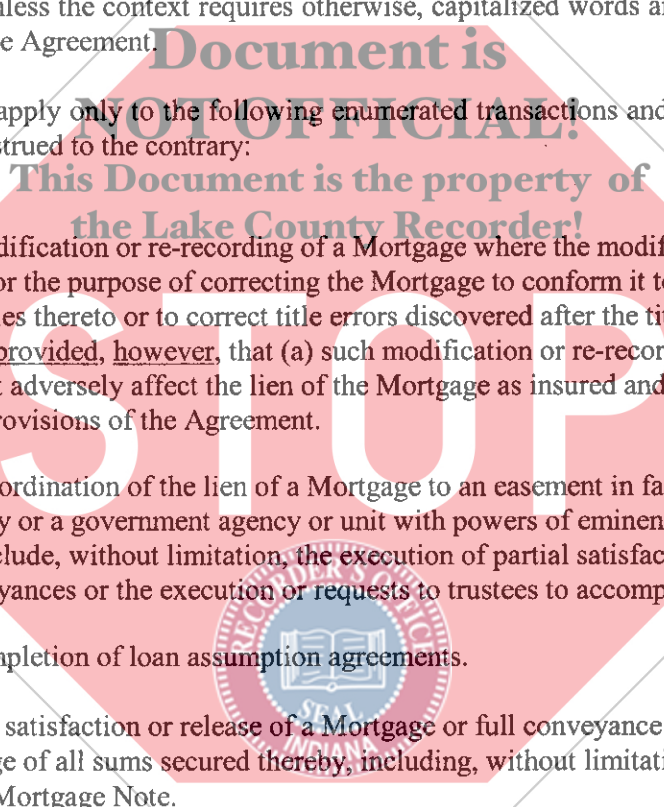 nless the context requires otherwise, capitalized words a
e Agreement.
Document is
apply only to the following enumerated transactions and
NOT OFFICIAL!
strued to the contrary:
This Document is the property of
the Lake County Recorder!
dification or re-recording of a Mortgage where the modif
or the purpose of correcting the Mortgage to conform it t
es thereto or to correct title errors discovered after the ti
provided, however, that (a) such modification or re-recor
t adversely affect the lien of the Mortgage as insured and
rovisions of the Agreement.
STOP
ordination of the lien of a Mortgage to an easement in fa
y or a government agency or unit with powers of eminen
clude, without limitation, the execution of partial satisfac
yances or the execution or requests to trustees to accomp
RECORDER'S OFFICE
mpletion of loan assumption agreements.
SEAL
satisfaction or release of a Mortgage or full conveyance
INDIANA
ge of all sums secured thereby, including, without limitati
Mortgage Note.